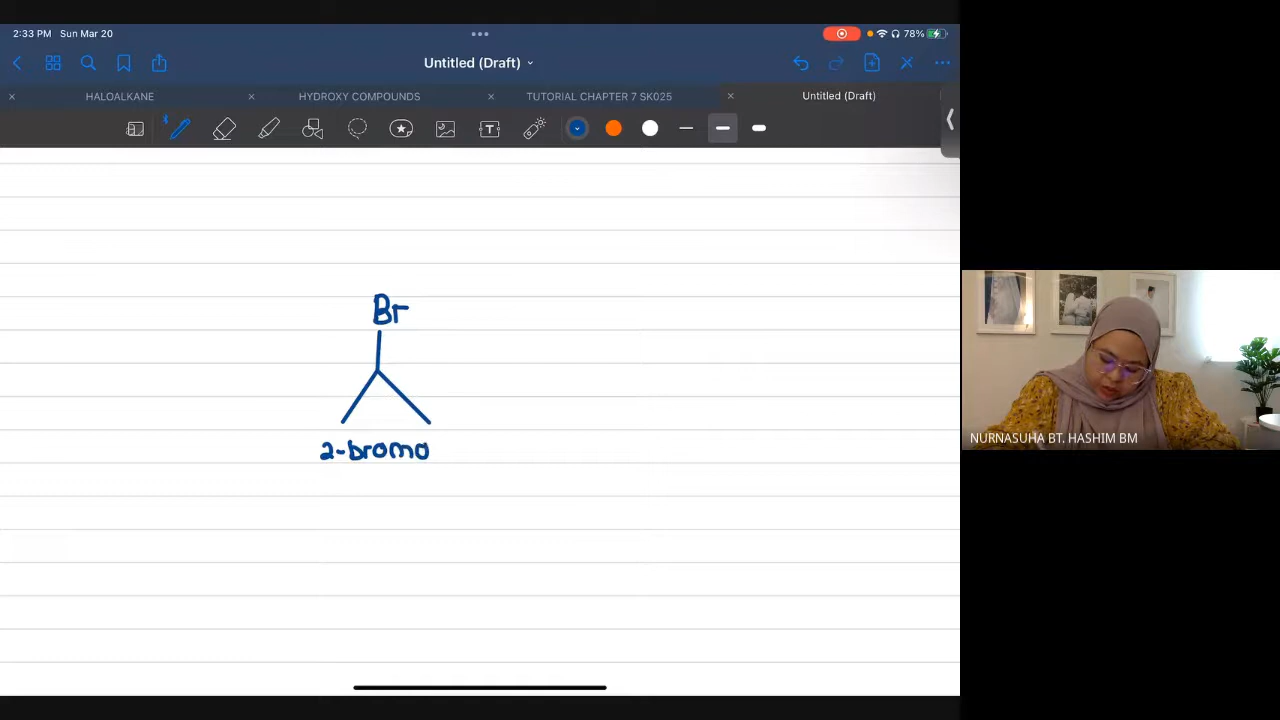 2:33 PM Sun Mar 20
78%
Untitled (Draft)
HALOALKANE
HYDROXY COMPOUNDS
TUTORIAL CHAPTER 7 SK025
Untitled (Draft)
T
Br
2-bromo
NURNASUHA BT. HASHIM BM